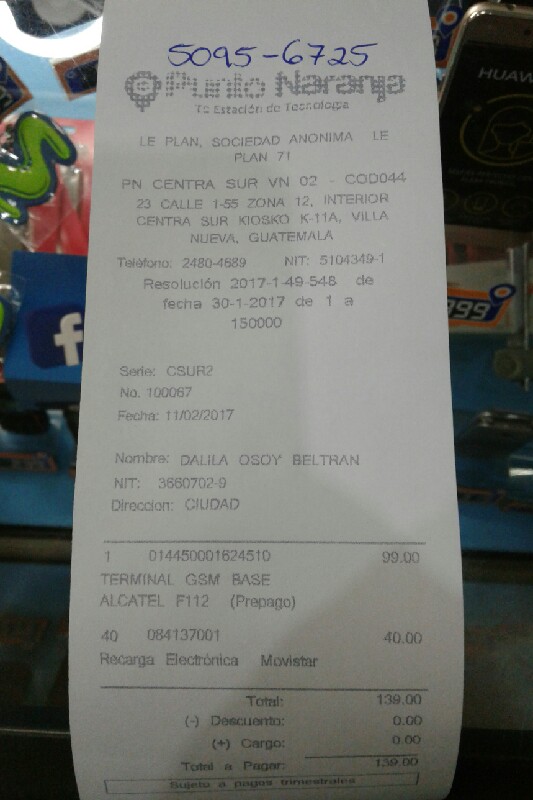 5095-6725
Punto Naranja
Tu Estación de Tecnología
LE PLAN, SOCIEDAD ANONIMA LE
PLAN 71
PN CENTRA SUR VN 02 - COD044
23 CALLE 1-55 ZONA 12, INTERIOR
CENTRA SUR KIOSKO K-11A, VILLA
NUEVA, GUATEMALA
Teléfono: 2480-4689 NIT: 5104349-1
Resolución 2017-1-49-548 de
fecha 30-1-2017 de 1 a
150000
Serie: CSUR2
No. 100067
Fecha: 11/02/2017
Nombre: DALILA OSOY BELTRAN
NIT: 3660702-9
Direccion: CIUDAD
1 014450001624510 99.00
TERMINAL GSM BASE
ALCATEL F112 (Prepago)
40 084137001 40.00
Recarga Electrónica Movistar
Total: 139.00
(-) Descuento: 0.00
(+) Cargo: 0.00
Total a Pagar: 139.00
Sujeto a pagos trimestrales
HUAW
999
f